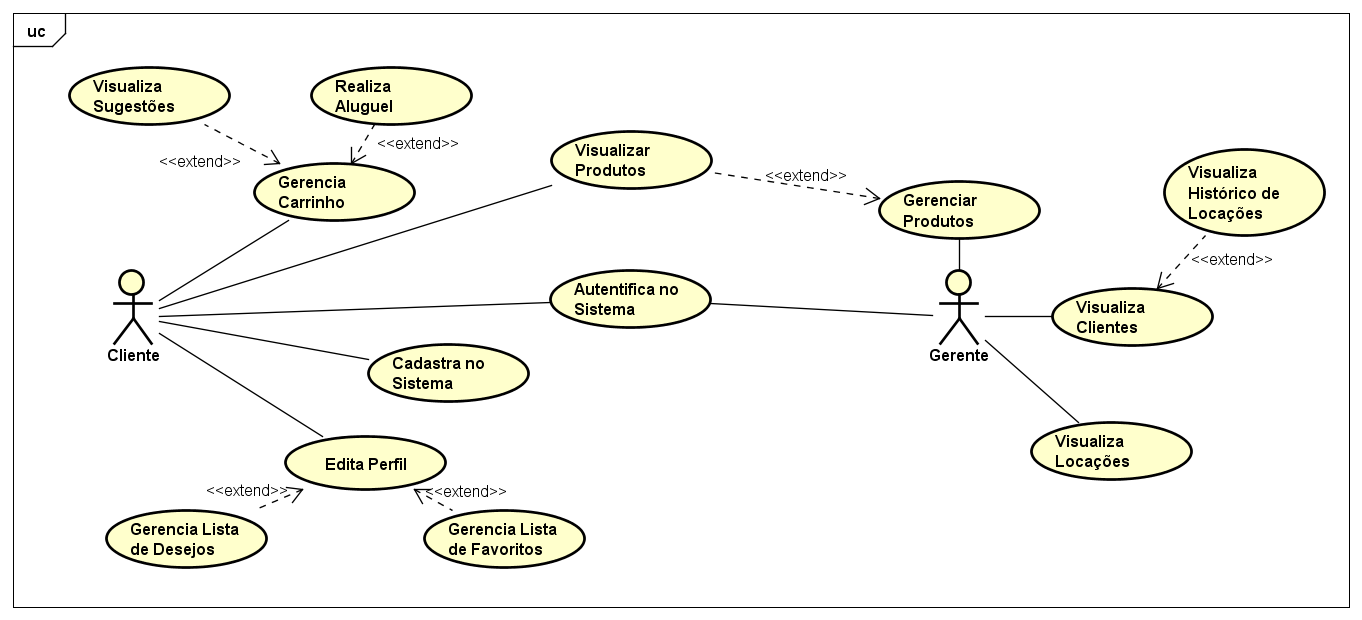 uc
Visualiza
Sugestões
Realiza
Aluguel
<<extend>>
<<extend>>
Gerencia
Carrinho
Visualizar
Produtos
<<extend>>
Gerenciar
Produtos
Visualiza
Histórico de
Locações
<<extend>>
Autentifica no
Sistema
Visualiza
Clientes
Cliente
Gerente
Cadastra no
Sistema
Visualiza
Locações
Edita Perfil
<<extend>>
<<extend>>
Gerencia Lista
de Desejos
Gerencia Lista
de Favoritos